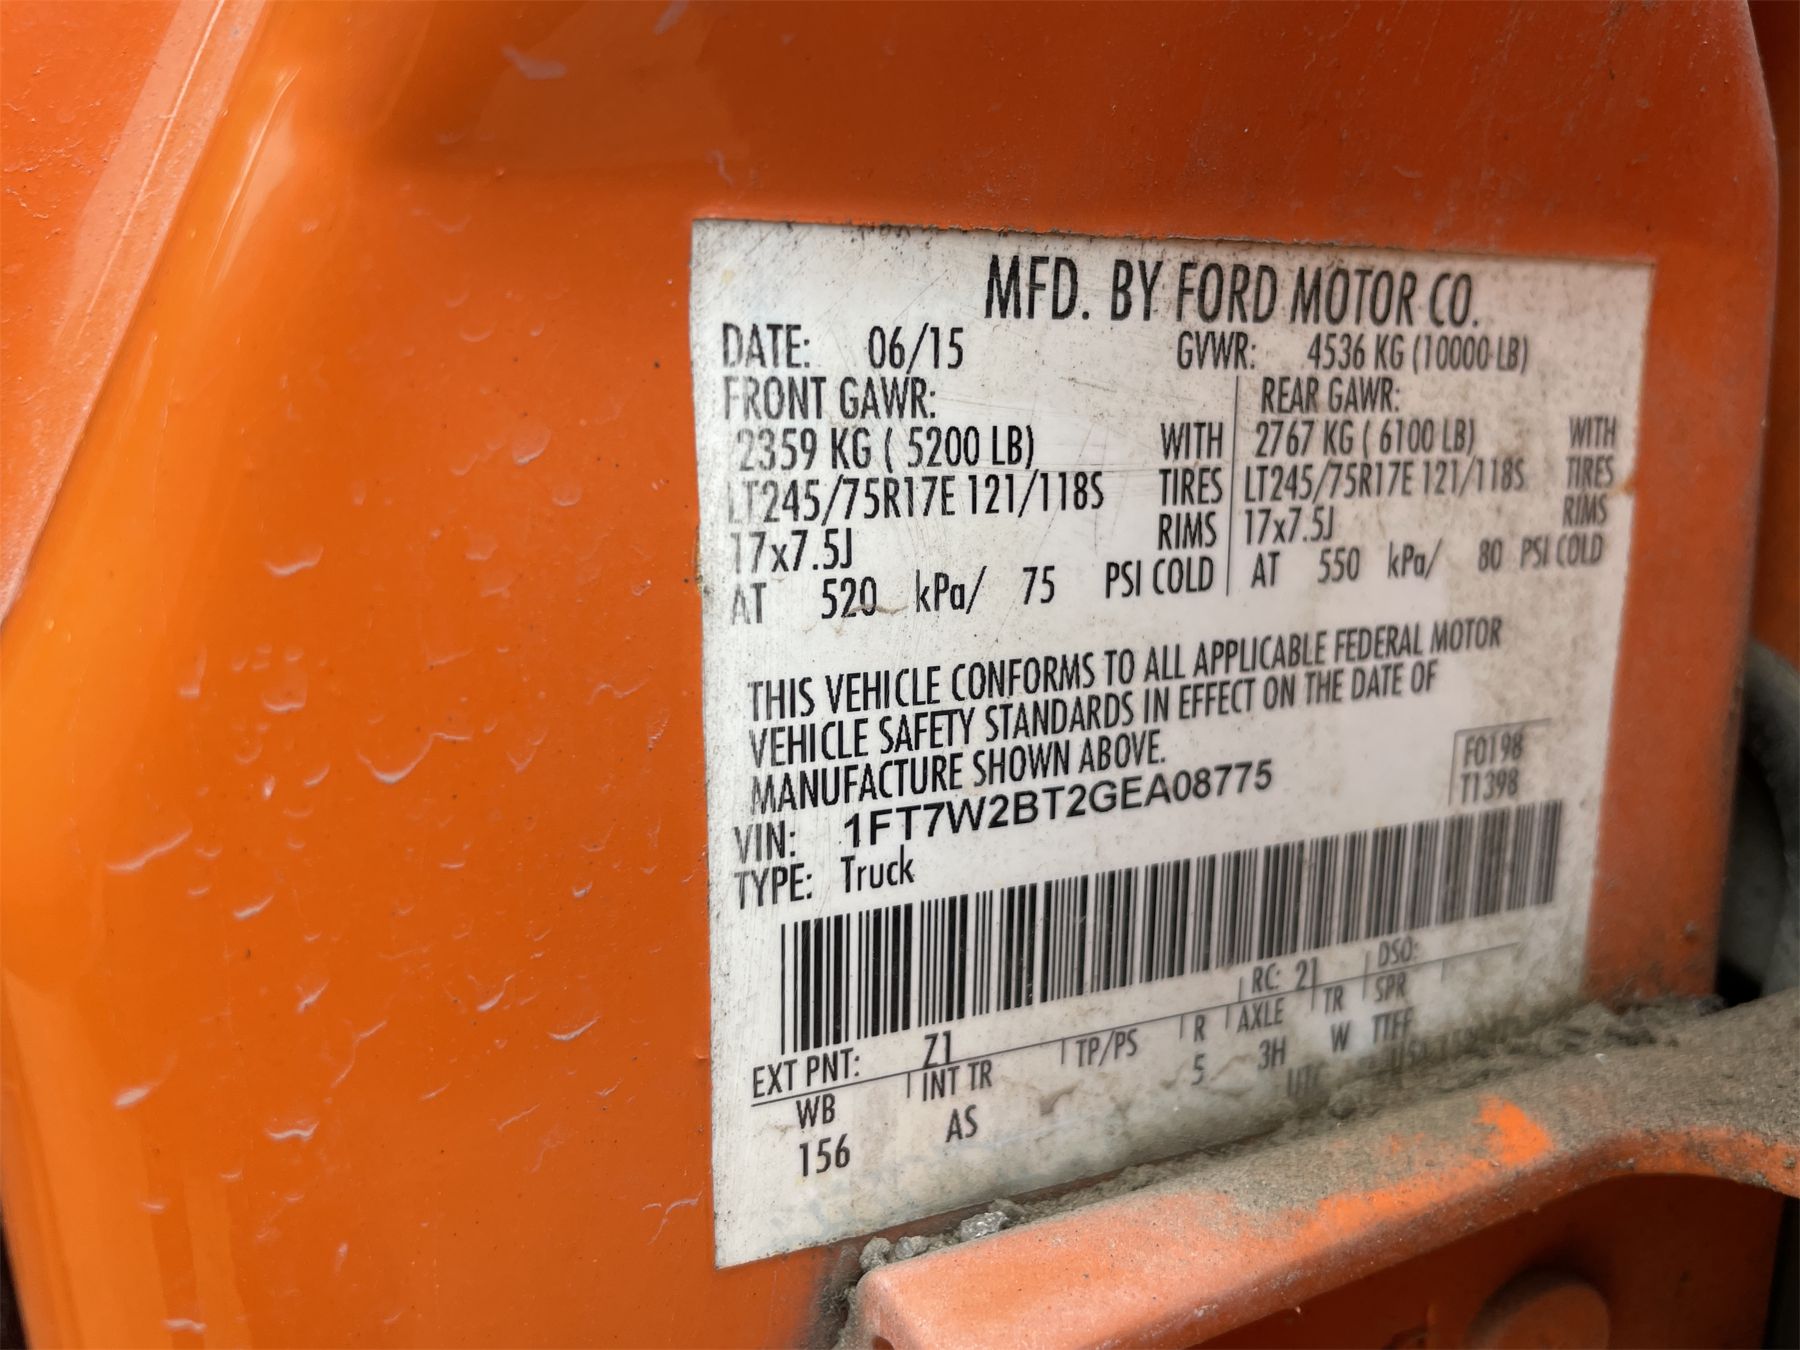 MFD. BY FORD MOTOR CO.
DATE: 06/15 GVWR: 4536 KG (10000 LB)
FRONT GAWR: REAR GAWR:
2359 KG ( 5200 LB) WITH 2767 KG ( 6100 LB) WITH
LT245/75R17E 121/118S TIRES LT245/75R17E 121/118S TIRES
17x7.5J RIMS 17x7.5J RIMS
AT 520 kPa/ 75 PSI COLD AT 550 kPa/ 80 PSI COLD
THIS VEHICLE CONFORMS TO ALL APPLICABLE FEDERAL MOTOR
VEHICLE SAFETY STANDARDS IN EFFECT ON THE DATE OF
MANUFACTURE SHOWN ABOVE.
VIN: 1FT7W2BT2GEA08775 F0198
TYPE: Truck T1398
EXT PNT: Z1 RC: 21 DSO:
WB INT TR TP/PS R AXLE TR SPR
156 AS 5 3H W TTFF
UTC